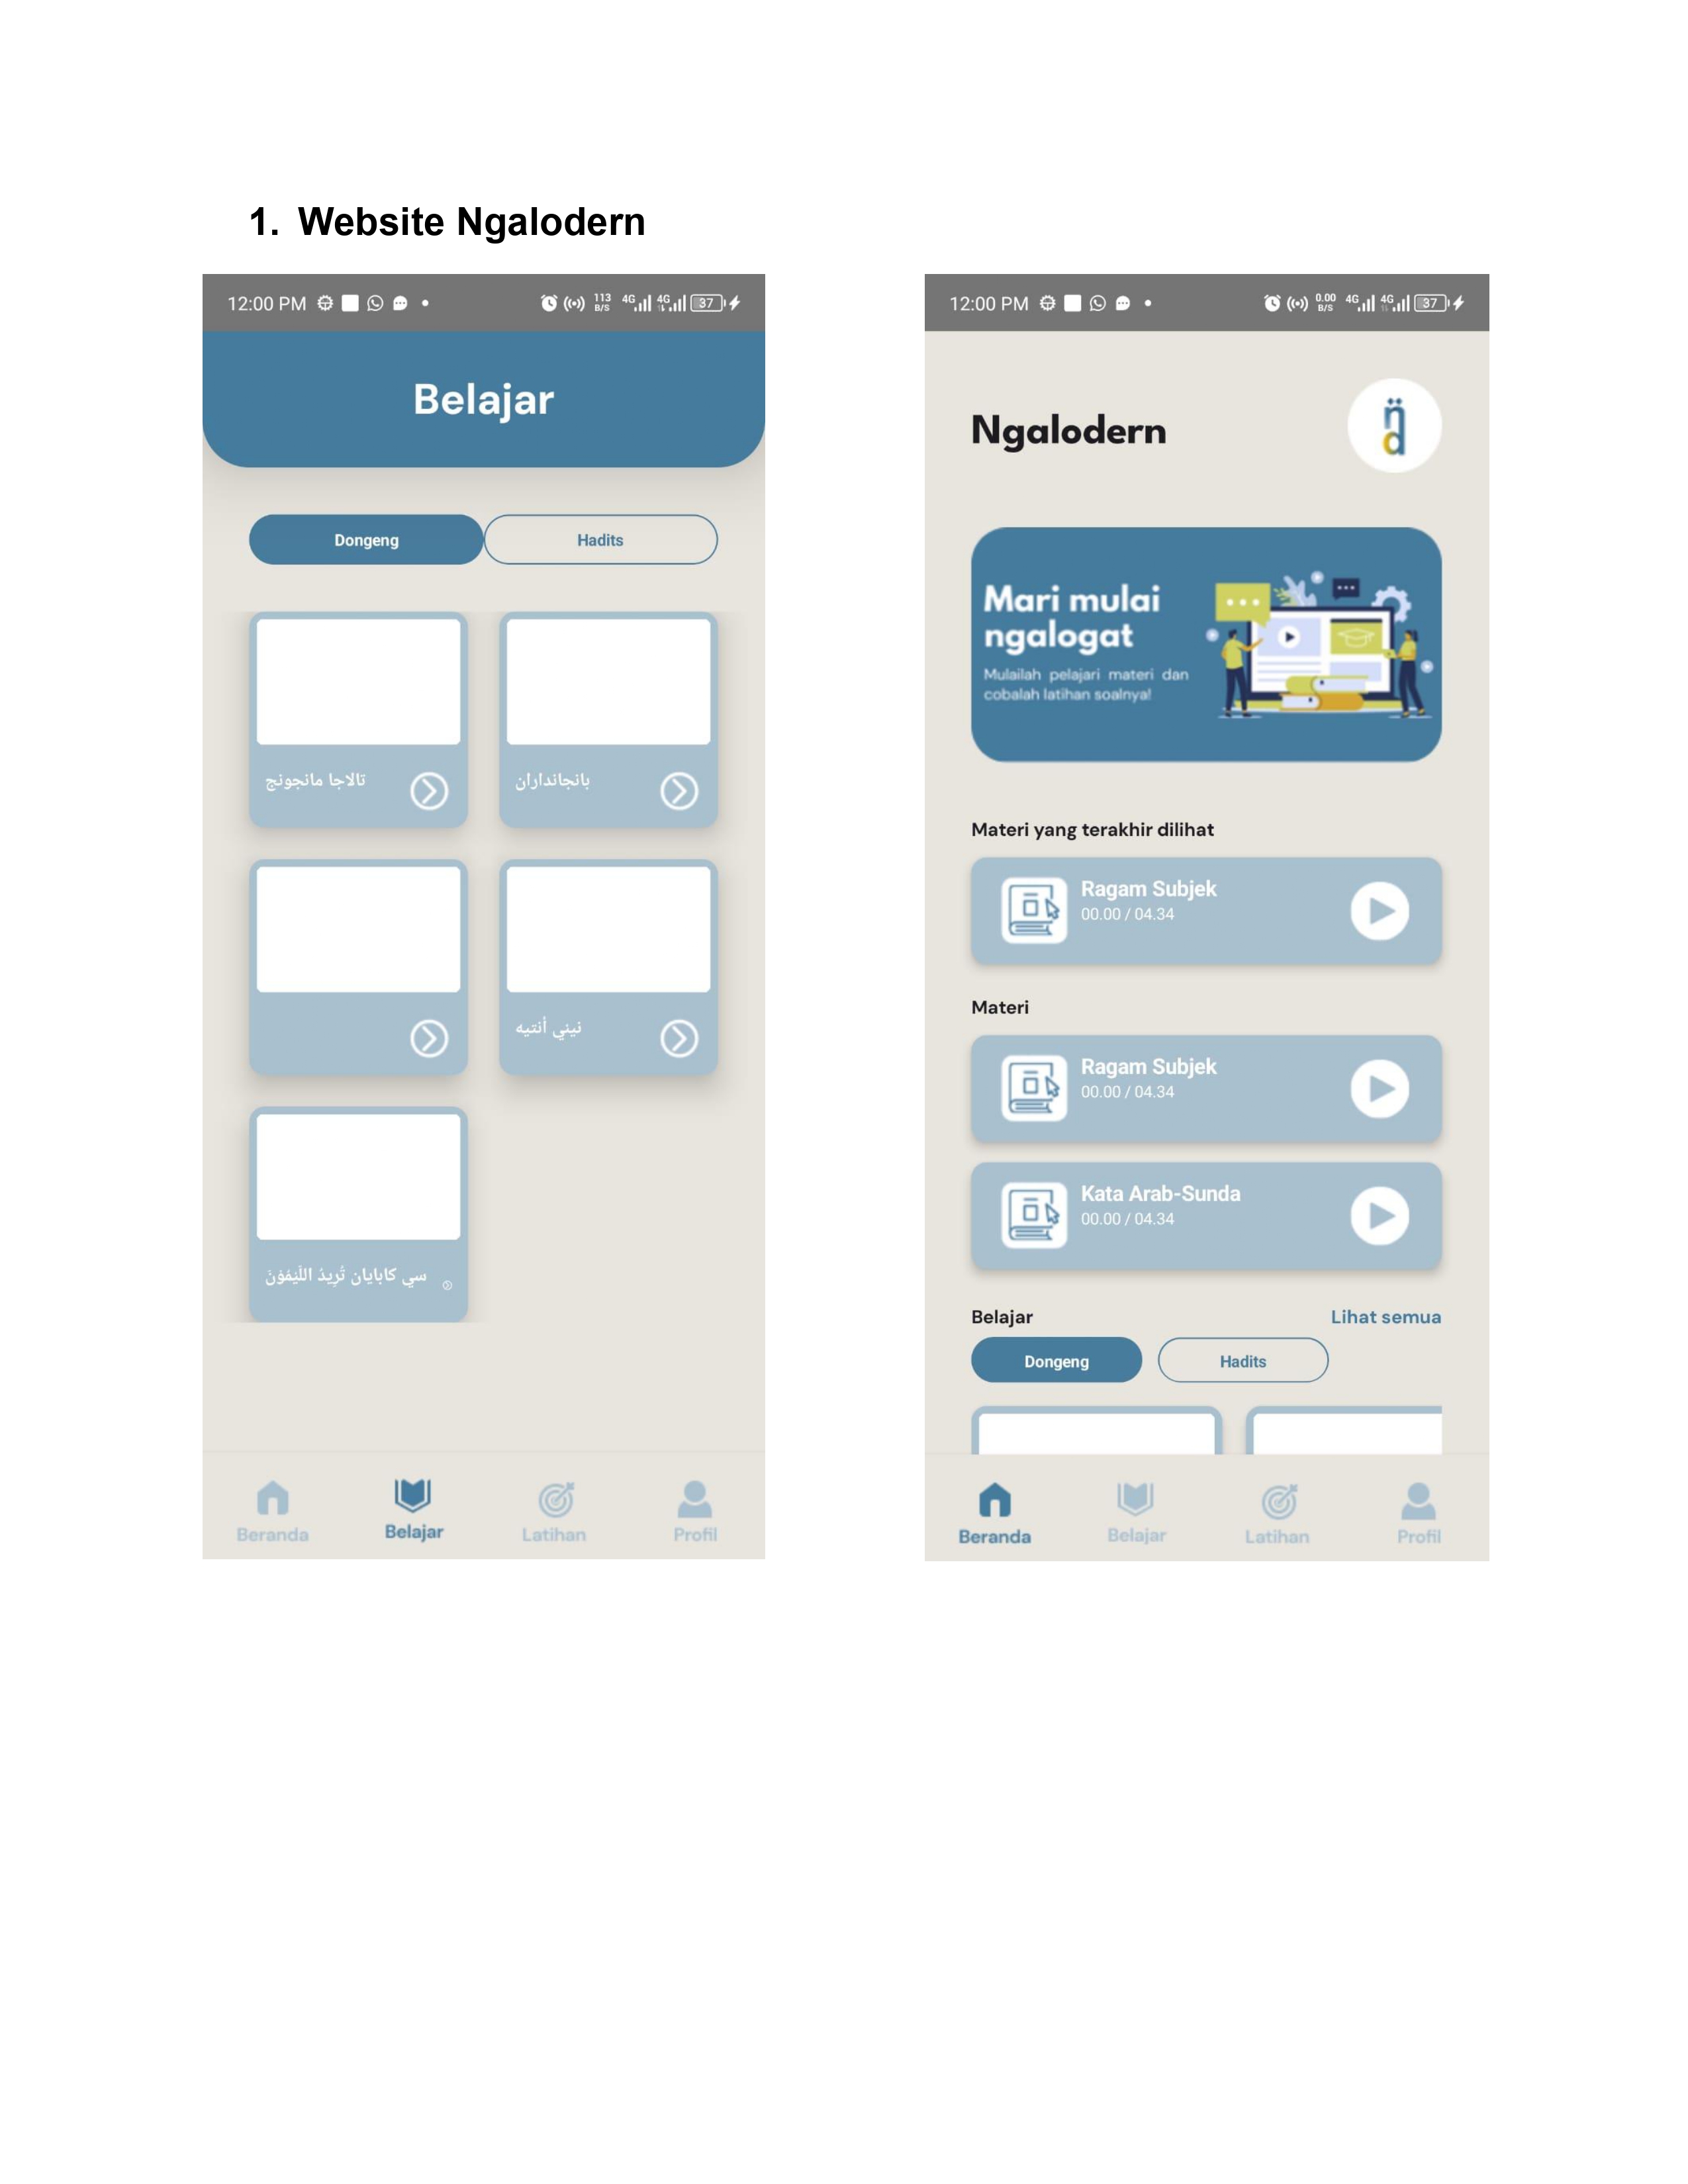 1. Website Ngalodern
12:00 PM 113 B/S 4G 4G 37
Belajar
Dongeng Hadits
تالاجا مانجونج
بانجانداران
نيني أنتيه
سي كابايان تُرِيدُ اللَّيْمُوْنَ
Beranda Belajar Latihan Profil
12:00 PM 0.00 B/S 4G 4G 37
Ngalodern
Mari mulai
ngalogat
Mulailah pelajari materi dan
cobalah latihan soalnya!
Materi yang terakhir dilihat
Ragam Subjek
00.00 / 04.34
Materi
Ragam Subjek
00.00 / 04.34
Kata Arab-Sunda
00.00 / 04.34
Belajar Lihat semua
Dongeng Hadits
Beranda Belajar Latihan Profil